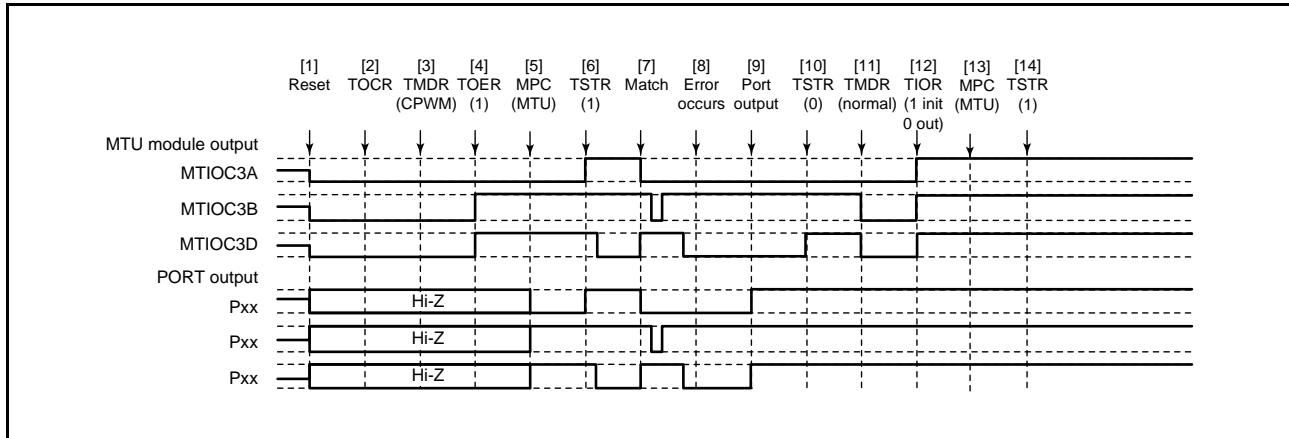 [1] [2] [3] [4] [5] [6] [7] [8] [9] [10] [11] [12] [13] [14]
Reset TOCR TMDR TOER MPC TSTR Match Error Port TSTR TMDR TIOR MPC TSTR
(CPWM) (1) (MTU) (1) occurs output (0) (normal) (1 init (MTU) (1)
0 out)
MTU module output
MTIOC3A
MTIOC3B
MTIOC3D
PORT output
Pxx Hi-Z
Pxx Hi-Z
Pxx Hi-Z